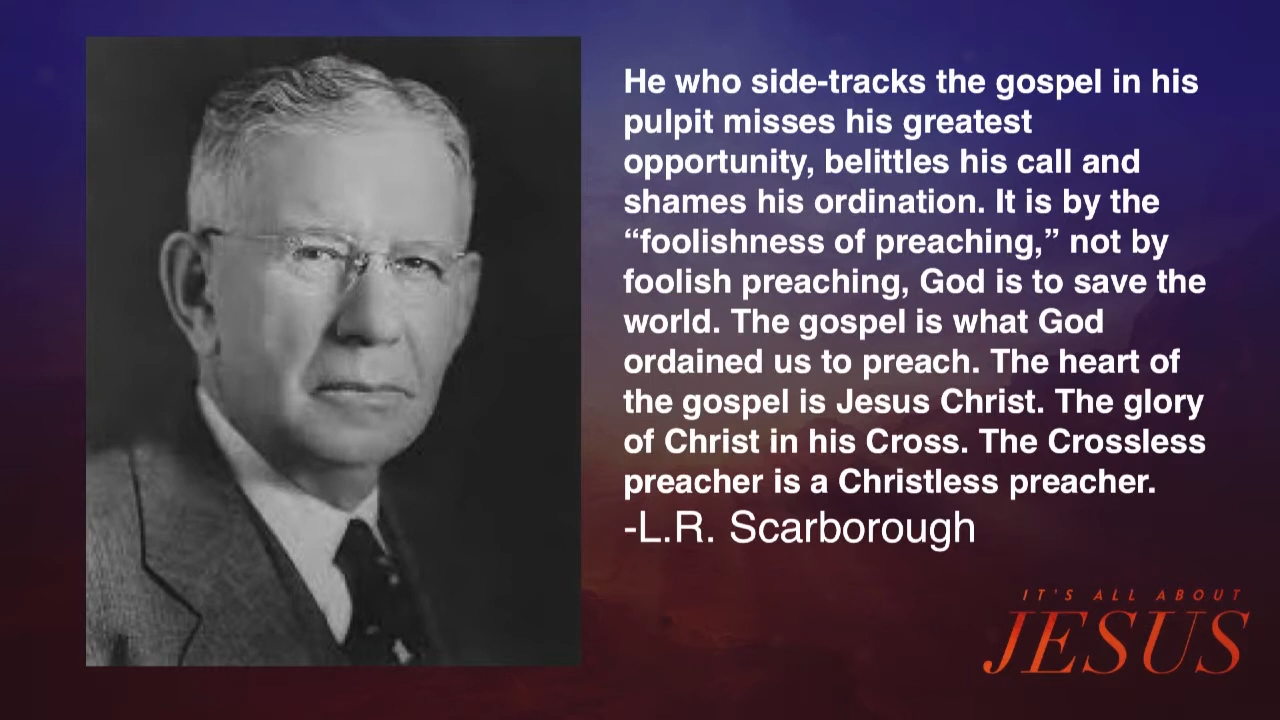 He who side-tracks the gospel in his
pulpit misses his greatest
opportunity, belittles his call and
shames his ordination. It is by the
“foolishness of preaching,” not by
foolish preaching, God is to save the
world. The gospel is what God
ordained us to preach. The heart of
the gospel is Jesus Christ. The glory
of Christ in his Cross. The Crossless
preacher is a Christless preacher.
-L.R. Scarborough
IT'S ALL ABOUT
JESUS